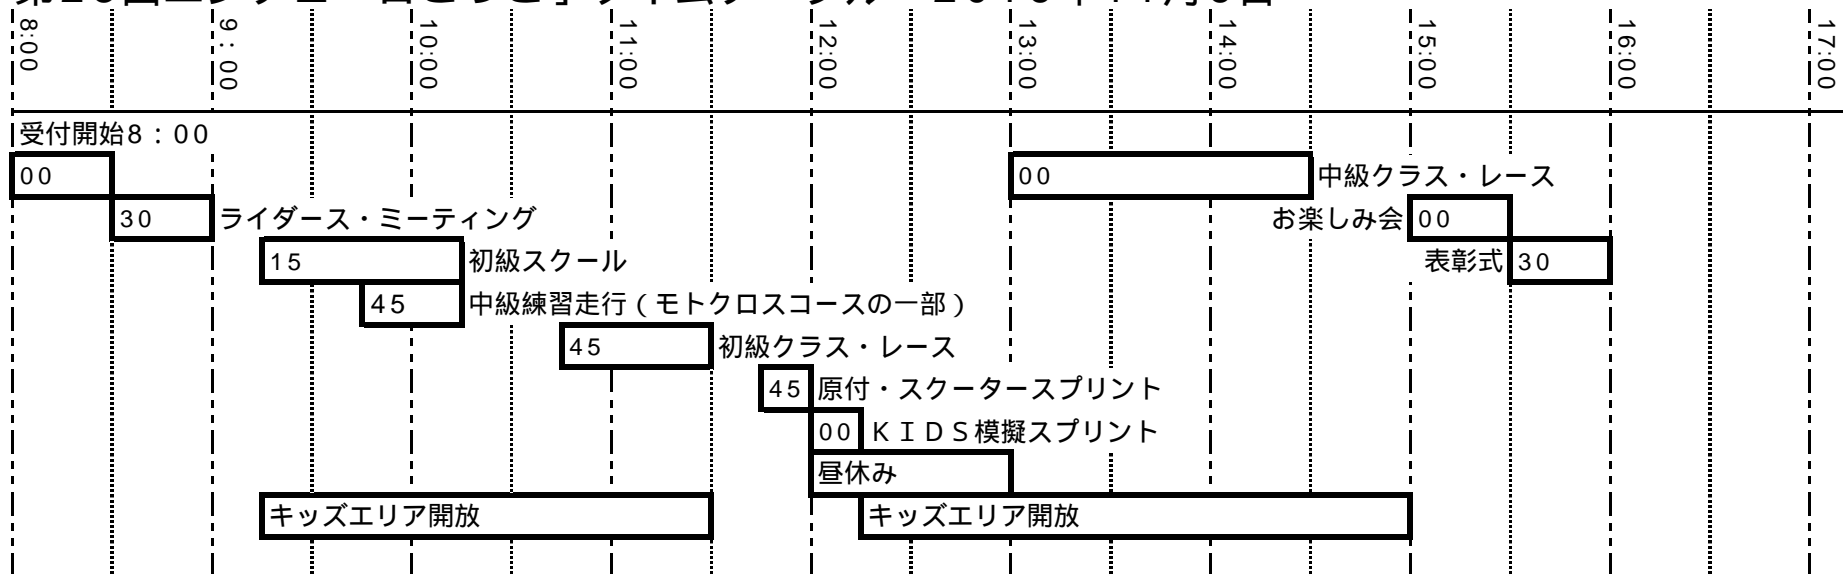 8:00 9:00 10:00 11:00 12:00 13:00 14:00 15:00 16:00 17:00
受付開始8:00
00 00 中級クラス・レース
30 ライダース・ミーティング お楽しみ会 00
15 初級スクール 表彰式 30
45 中級練習走行(モトクロスコースの一部)
45 初級クラス・レース
45 原付・スクータースプリント
00 KIDS模擬スプリント
昼休み
キッズエリア開放 キッズエリア開放